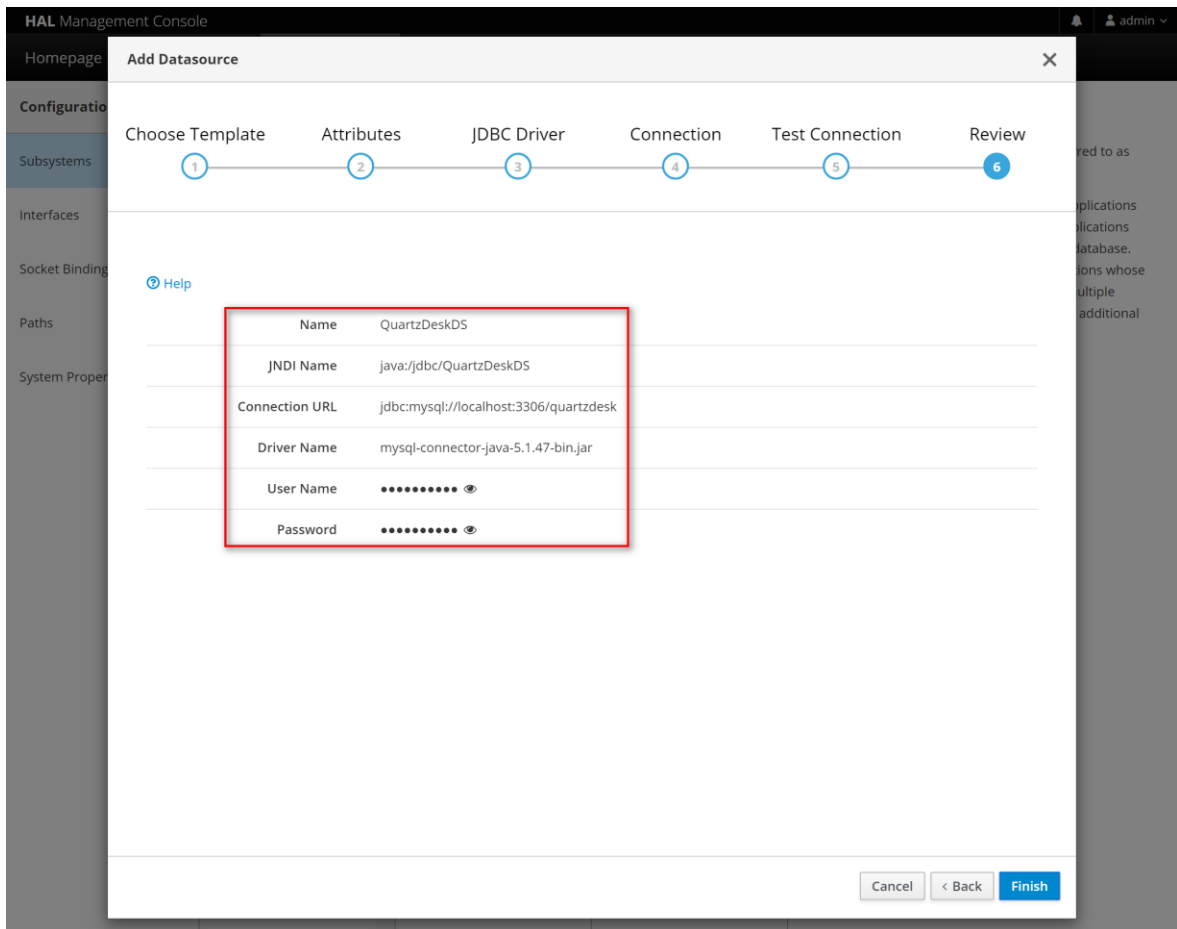 HAL Management Console
admin
Homepage
Add Datasource
Configuratio
Choose Template Attributes JDBC Driver Connection Test Connection Review
1 2 3 4 5 6
Subsystems
red to as
Interfaces
plications
plications
database.
Socket Binding
ions whose
Help
ultiple
additional
Paths
Name QuartzDeskDS
JNDI Name java:/jdbc/QuartzDeskDS
System Proper
Connection URL jdbc:mysql://localhost:3306/quartzdesk
Driver Name mysql-connector-java-5.1.47-bin.jar
User Name ••••••••••
Password ••••••••••
Cancel < Back Finish